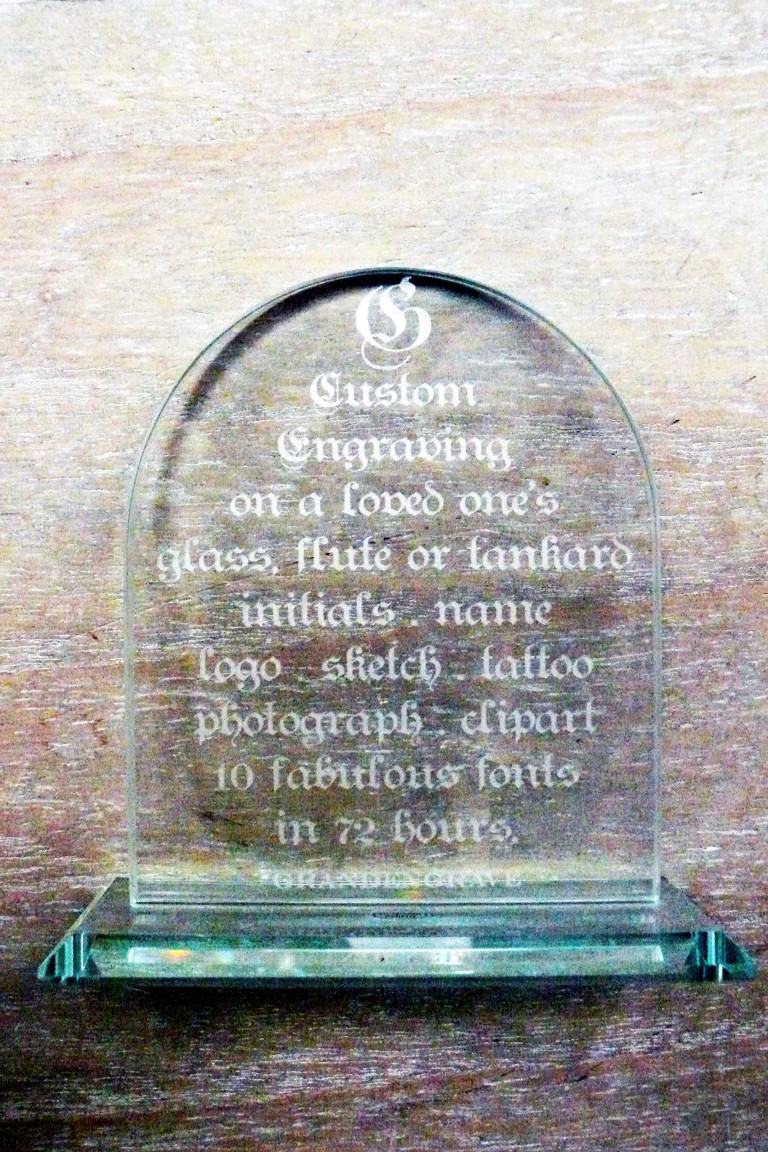 G
Custom
Engraving
on a loved one's
glass, flute or tankard
initials . name
logo . sketch . tattoo
photograph . clipart
10 fabulous fonts
in 72 hours.
GRANDENGRAVE